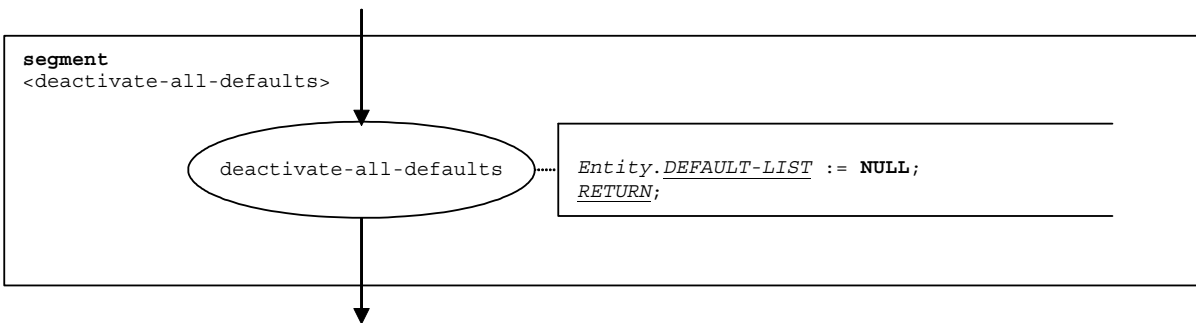 segment
<deactivate-all-defaults>
deactivate-all-defaults
Entity.DEFAULT-LIST := NULL;
RETURN;